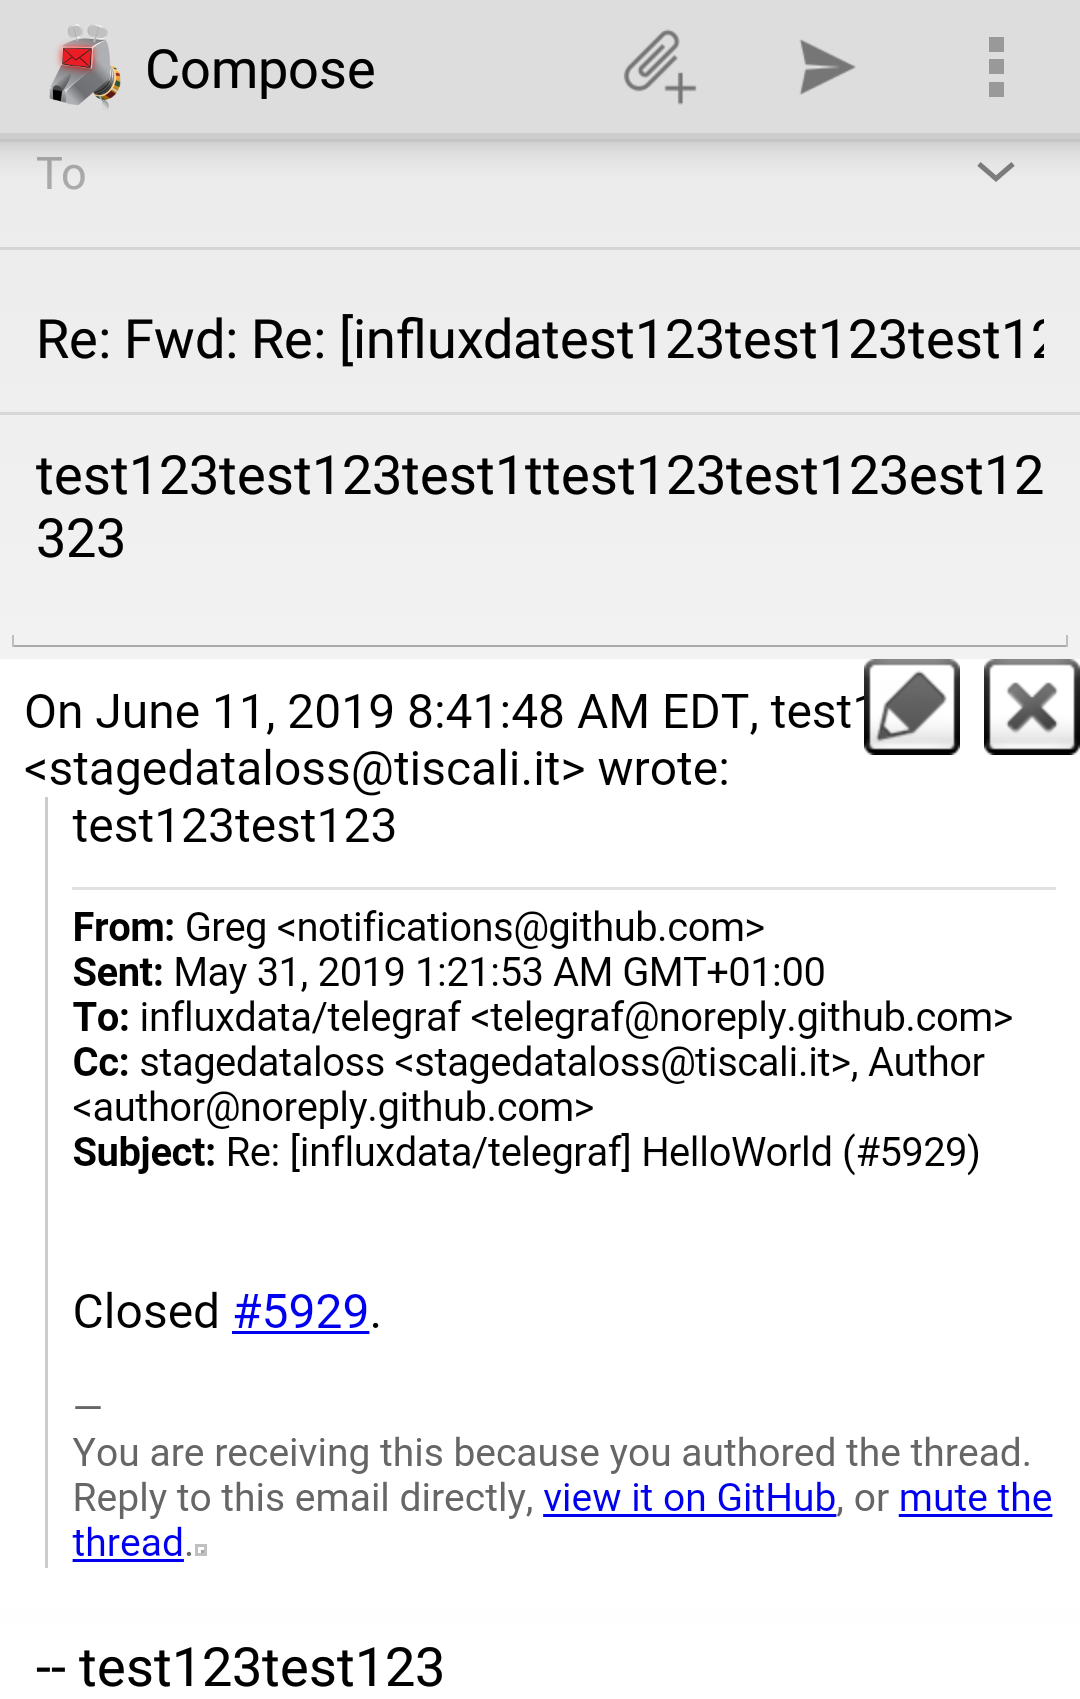 Compose
To
Re: Fwd: Re: [influxdatest123test123test12
test123test123test1ttest123test123est12
323
On June 11, 2019 8:41:48 AM EDT, test1
<stagedataloss@tiscali.it> wrote:
test123test123
From: Greg <notifications@github.com>
Sent: May 31, 2019 1:21:53 AM GMT+01:00
To: influxdata/telegraf <telegraf@noreply.github.com>
Cc: stagedataloss <stagedataloss@tiscali.it>, Author
<author@noreply.github.com>
Subject: Re: [influxdata/telegraf] HelloWorld (#5929)
Closed #5929.
—
You are receiving this because you authored the thread.
Reply to this email directly, view it on GitHub, or mute the
thread.
-- test123test123